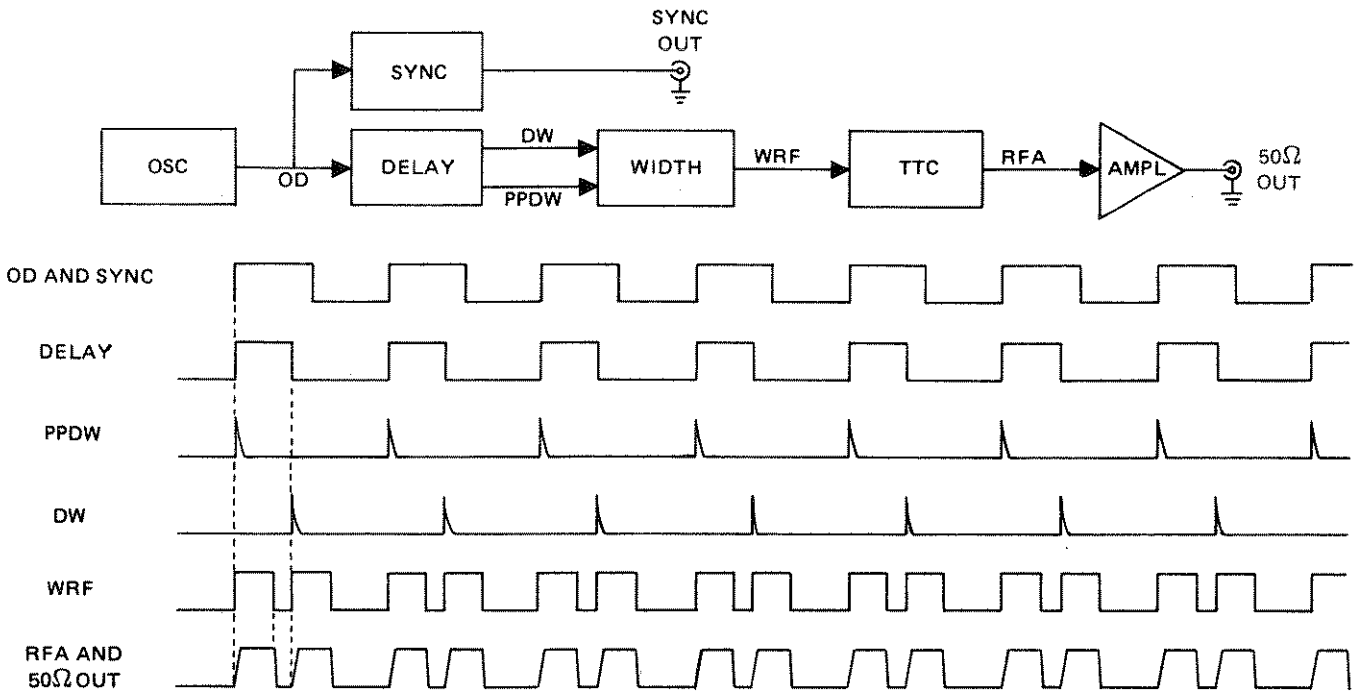 SYNC
OUT
SYNC
OSC
OD
DELAY
DW
PPDW
WIDTH
WRF
TTC
RFA
AMPL
50Ω
OUT
OD AND SYNC
DELAY
PPDW
DW
WRF
RFA AND
50Ω OUT